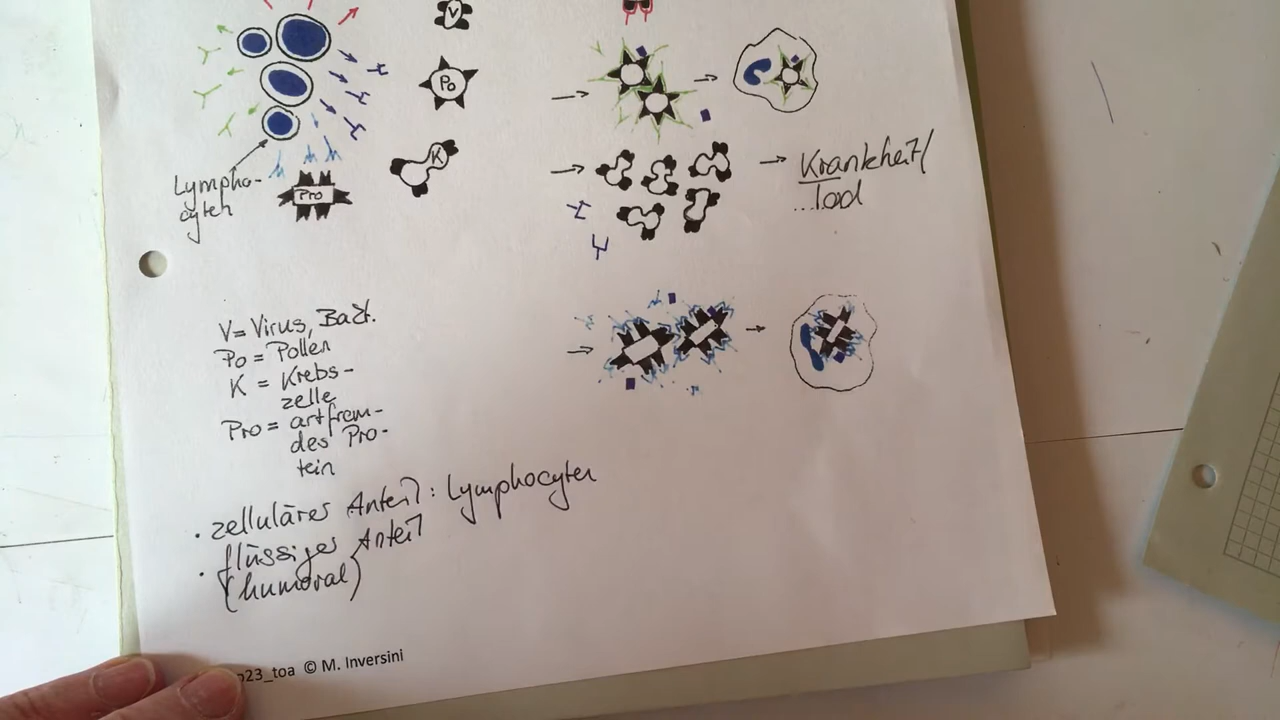 V
Po
K
Lympho-
cyten
Pro
Krankheit/
...Tod
V= Virus, Bakt.
Po = Pollen
K = Krebs-
zelle
Pro = artfrem-
des Pro-
tein
· zelluläres Anteil: Lymphocyten
· flüssiges Anteil
(humoral)
p23_toa © M. Inversini